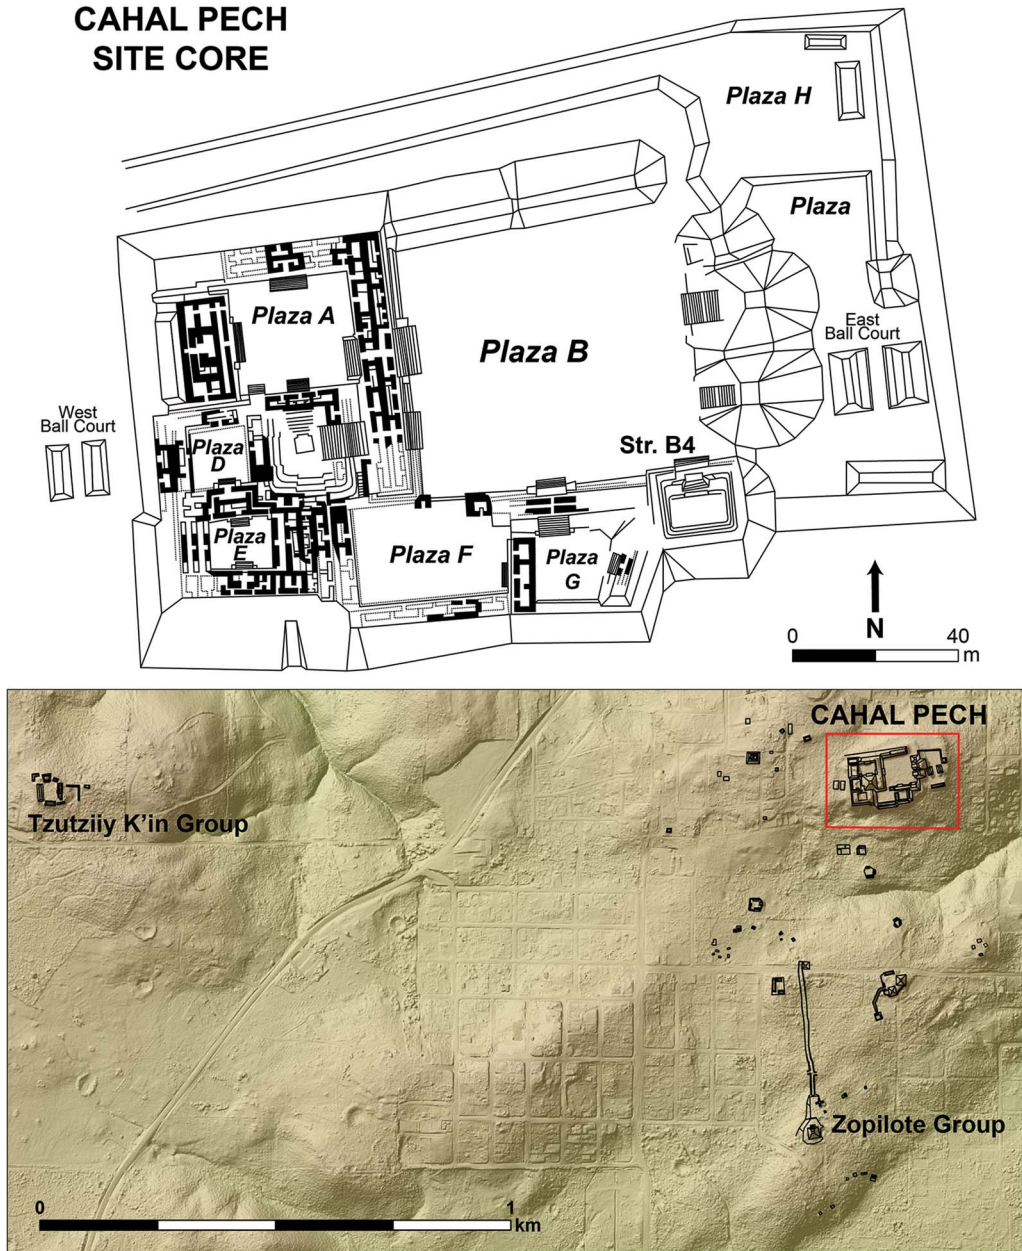 CAHAL PECH
SITE CORE
Plaza H
Plaza
Plaza A
East
Ball Court
Plaza B
West
Ball Court
Str. B4
Plaza
D
Plaza
E
Plaza F
Plaza
G
N
0 40
m
CAHAL PECH
Tzutziiy K'in Group
Zopilote Group
0 1
km